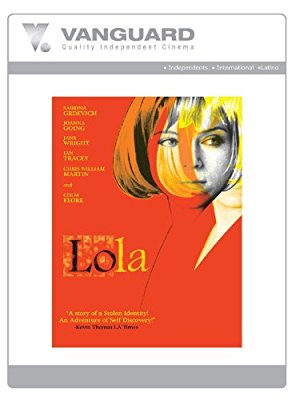 VANGUARD
Quality Independent Cinema
• Independents • International • Latino
SABRINA
GRDEVICH
JOANNA
GOING
JANE
WRIGHT
IAN
TRACEY
CHRIS WILLIAM
MARTIN
and
COLM
FEORE
Lola
"A story of a Stolen Identity!
An Adventure of Self Discovery!"
-Kevin Thomas LA Times